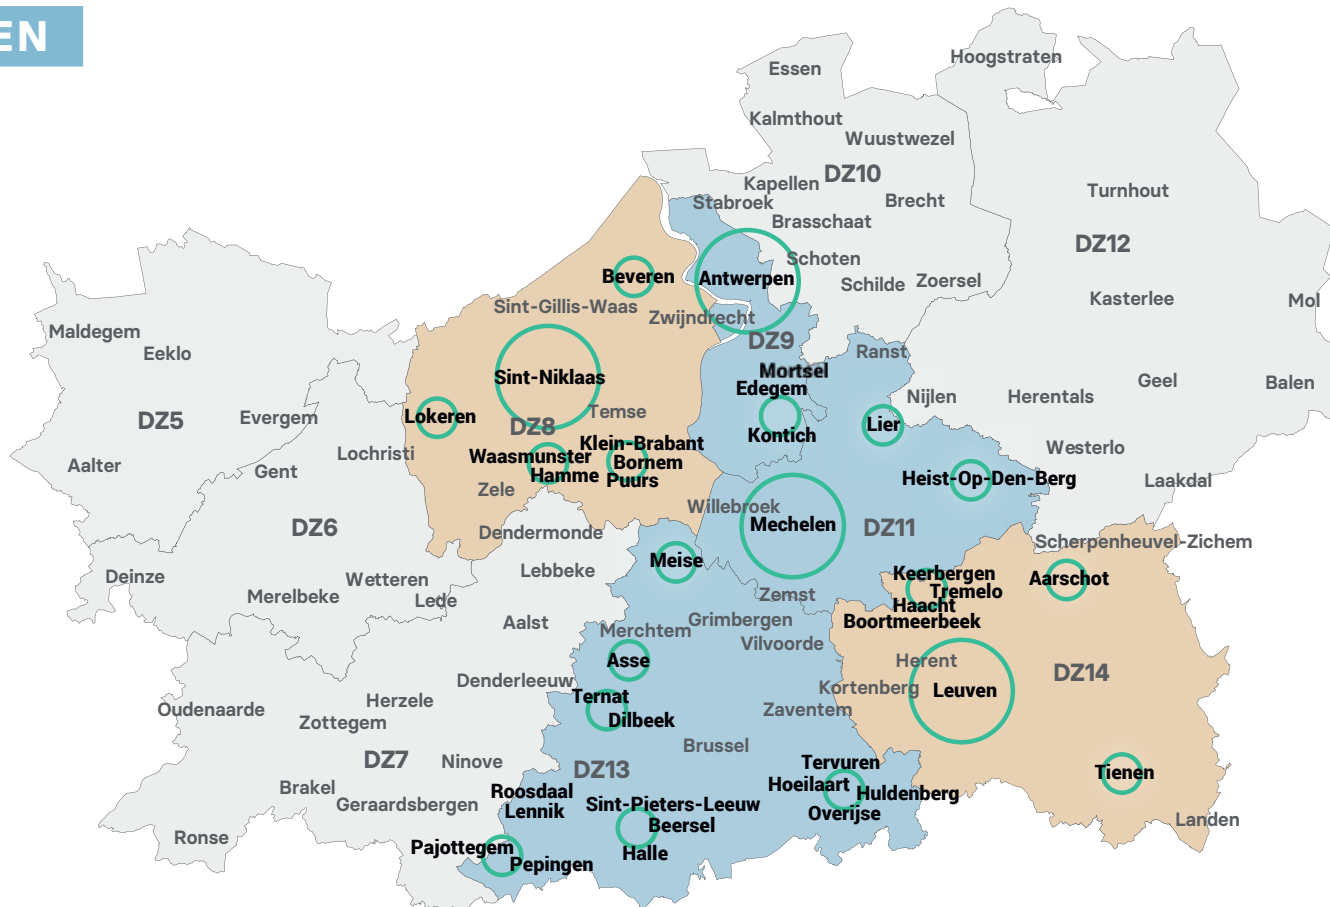 EN
Hoogstraten
Essen
Kalmthout
Wuustwezel
DZ10
Kapellen
Stabroek
Brecht
Turnhout
Brasschaat
DZ12
Schoten
Antwerpen
Beveren
Schilde
Zoersel
Kasterlee
Mol
Sint-Gillis-Waas
Zwijndrecht
Maldegem
DZ9
Eeklo
Ranst
Mortsel
Sint-Niklaas
Edegem
Geel
Balen
Nijlen
Herentals
Temse
Lokeren
Evergem
DZ5
DZ8
Lier
Kontich
Klein-Brabant
Westerlo
Lochristi
Waasmunster
Bornem
Aalter
Gent
Hamme
Puurs
Heist-Op-Den-Berg
Laakdal
Zele
Willebroek
Mechelen
DZ11
DZ6
Dendermonde
Scherpenheuvel-Zichem
Meise
Lebbeke
Keerbergen
Aarschot
Deinze
Wetteren
Tremelo
Merelbeke
Lede
Zemst
Haacht
Boortmeerbeek
Aalst
Grimbergen
Merchtem
Vilvoorde
Asse
Herent
DZ14
Denderleeuw
Kortenberg
Leuven
Ternat
Herzele
Oudenaarde
Zaventem
Dilbeek
Zottegem
Brussel
DZ7
Ninove
DZ13
Tervuren
Tienen
Brakel
Roosdaal
Hoeilaart
Huldenberg
Geraardsbergen
Lennik
Sint-Pieters-Leeuw
Overijse
Beersel
Landen
Ronse
Pajottegem
Halle
Pepingen